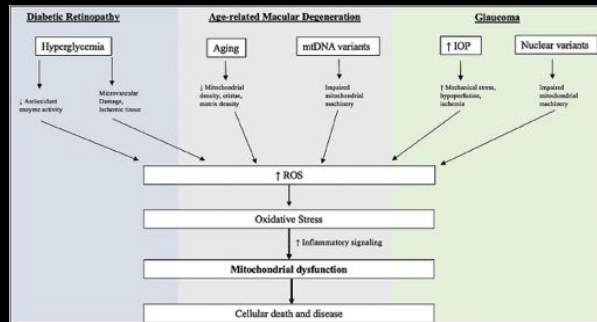 Diabetic Retinopathy
Age-related Macular Degeneration
Glaucoma
Hyperglycemia
Aging
mtDNA variants
↑ IOP
Nuclear variants
↓ Antioxidant
enzyme activity
Microvascular
Damage,
Ischemic tissue
↓ Mitochondrial
density, cristae,
matrix density
Impaired
mitochondrial
machinery
↑ Mechanical stress,
hypoperfusion,
ischemia
Impaired
mitochondrial
machinery
↑ ROS
Oxidative Stress
↑ Inflammatory signaling
Mitochondrial dysfunction
Cellular death and disease